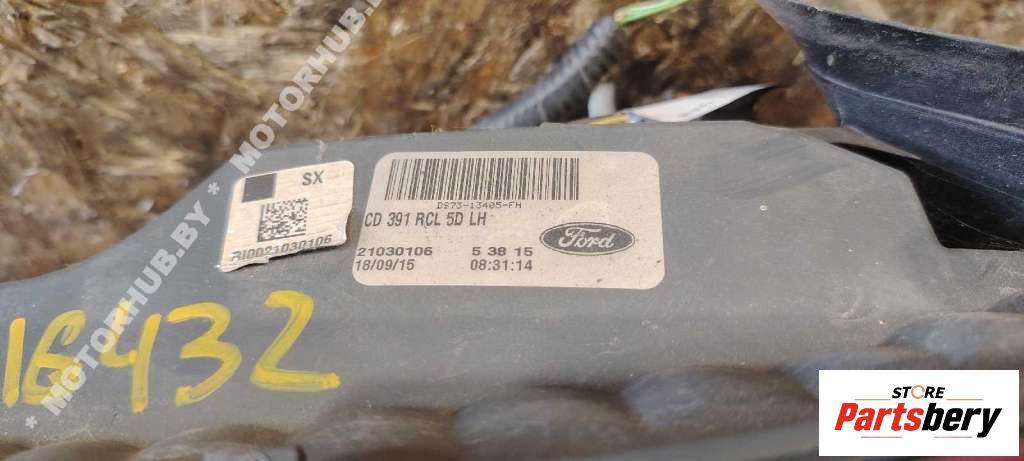 SX
RI0021030106
DS73-13405-FH
CD 391 RCL 5D LH
21030106 5 38 15
18/09/15 08:31:14
Ford
16432
* MOTORHUB.BY * MOTORHUB.BY
STORE
Partsbery